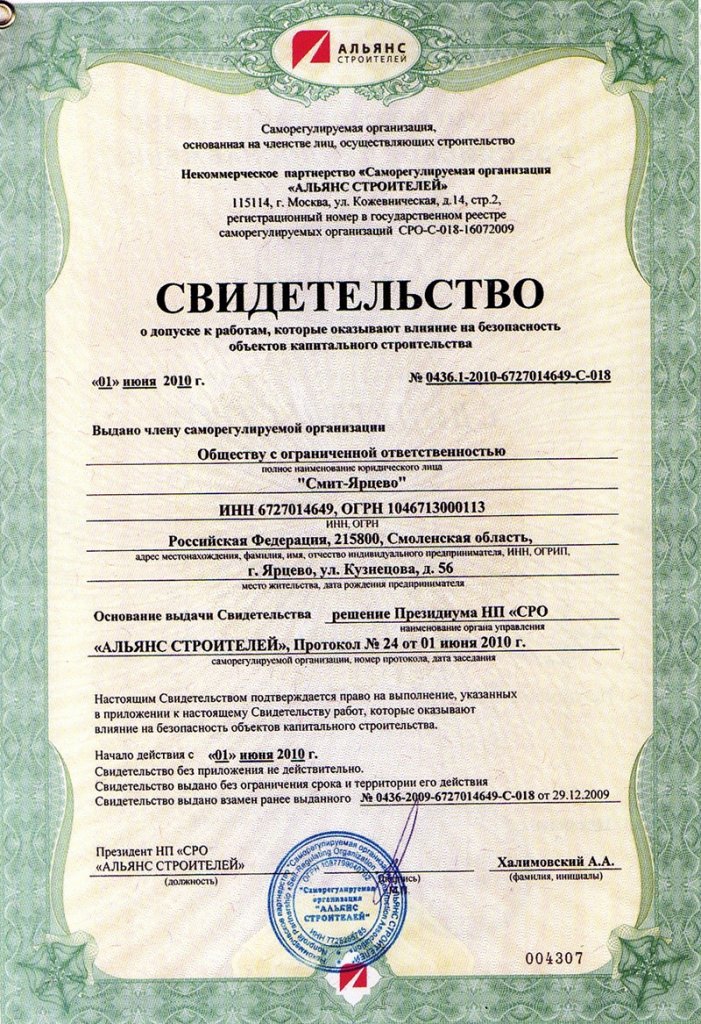 АЛЬЯНС
СТРОИТЕЛЕЙ
Саморегулируемая организация,
основанная на членстве лиц, осуществляющих строительство
Некоммерческое партнерство «Саморегулируемая организация
«АЛЬЯНС СТРОИТЕЛЕЙ»
115114, г. Москва, ул. Кожевническая, д.14, стр.2,
регистрационный номер в государственном реестре
саморегулируемых организаций СРО-С-018-16072009
СВИДЕТЕЛЬСТВО
о допуске к работам, которые оказывают влияние на безопасность
объектов капитального строительства
«01» июня 2010 г. № 0436.1-2010-6727014649-С-018
Выдано члену саморегулируемой организации
Обществу с ограниченной ответственностью
полное наименование юридического лица
"Смит-Ярцево"
ИНН 6727014649, ОГРН 1046713000113
ИНН, ОГРН
Российская Федерация, 215800, Смоленская область,
адрес местонахождения, фамилия, имя, отчество индивидуального предпринимателя, ИНН, ОГРИП,
г. Ярцево, ул. Кузнецова, д. 56
место жительства, дата рождения предпринимателя
Основание выдачи Свидетельства решение Президиума НП «СРО
наименование органа управления
«АЛЬЯНС СТРОИТЕЛЕЙ», Протокол № 24 от 01 июня 2010 г.
саморегулируемой организации, номер протокола, дата заседания
Настоящим Свидетельством подтверждается право на выполнение, указанных
в приложении к настоящему Свидетельству работ, которые оказывают
влияние на безопасность объектов капитального строительства.
Начало действия с «01» июня 2010 г.
Свидетельство без приложения не действительно.
Свидетельство выдано без ограничения срока и территории его действия
Свидетельство выдано взамен ранее выданного № 0436-2009-6727014649-С-018 от 29.12.2009
Президент НП «СРО
«АЛЬЯНС СТРОИТЕЛЕЙ» Халимовский А.А.
(должность) (подпись) (фамилия, инициалы)
"Саморегулируемая
организация
"АЛЬЯНС
СТРОИТЕЛЕЙ"
004307